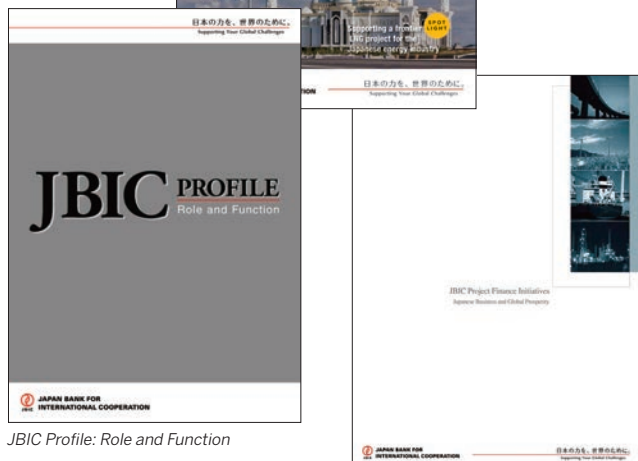 Supporting a frontier
LNG project for the
Japanese energy industry
SPOT
LIGHT
日本の力を、世界のために。
Supporting Your Global Challenges
日本の力を、世界のために。
Supporting Your Global Challenges
JBIC PROFILE
Role and Function
JBIC
JAPAN BANK FOR
INTERNATIONAL COOPERATION
JBIC Profile: Role and Function
JBIC Project Finance Initiatives
Japanese Business and Global Prosperity
JBIC
JAPAN BANK FOR
INTERNATIONAL COOPERATION
日本の力を、世界のために。
Supporting Your Global Challenges